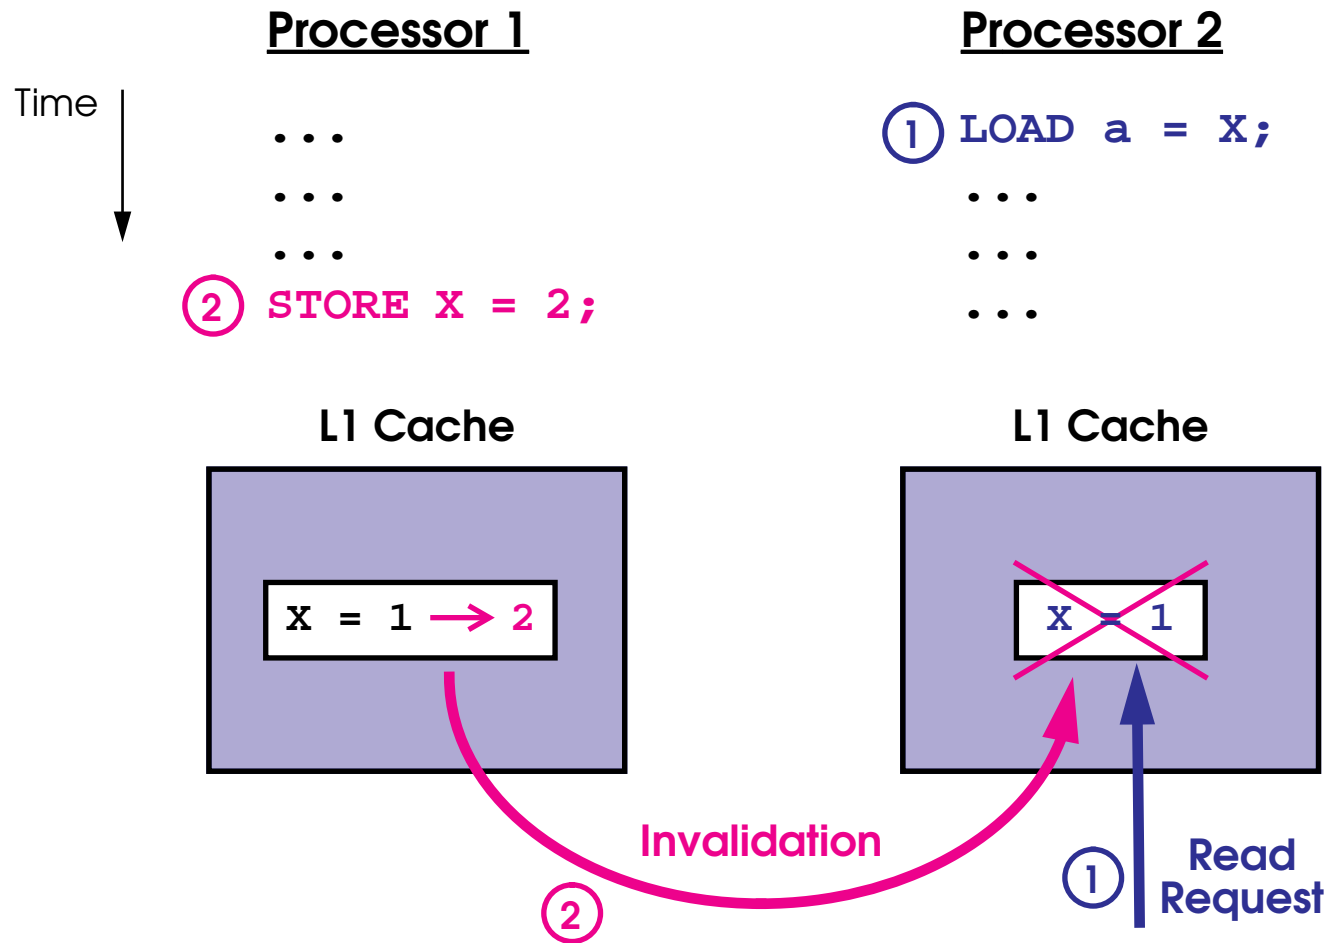 Processor 1
Processor 2
Time
...
...
...
2 STORE X = 2;
1 LOAD a = X;
...
...
...
L1 Cache
L1 Cache
X = 1 → 2
X = 1
Invalidation
2
1
Read
Request